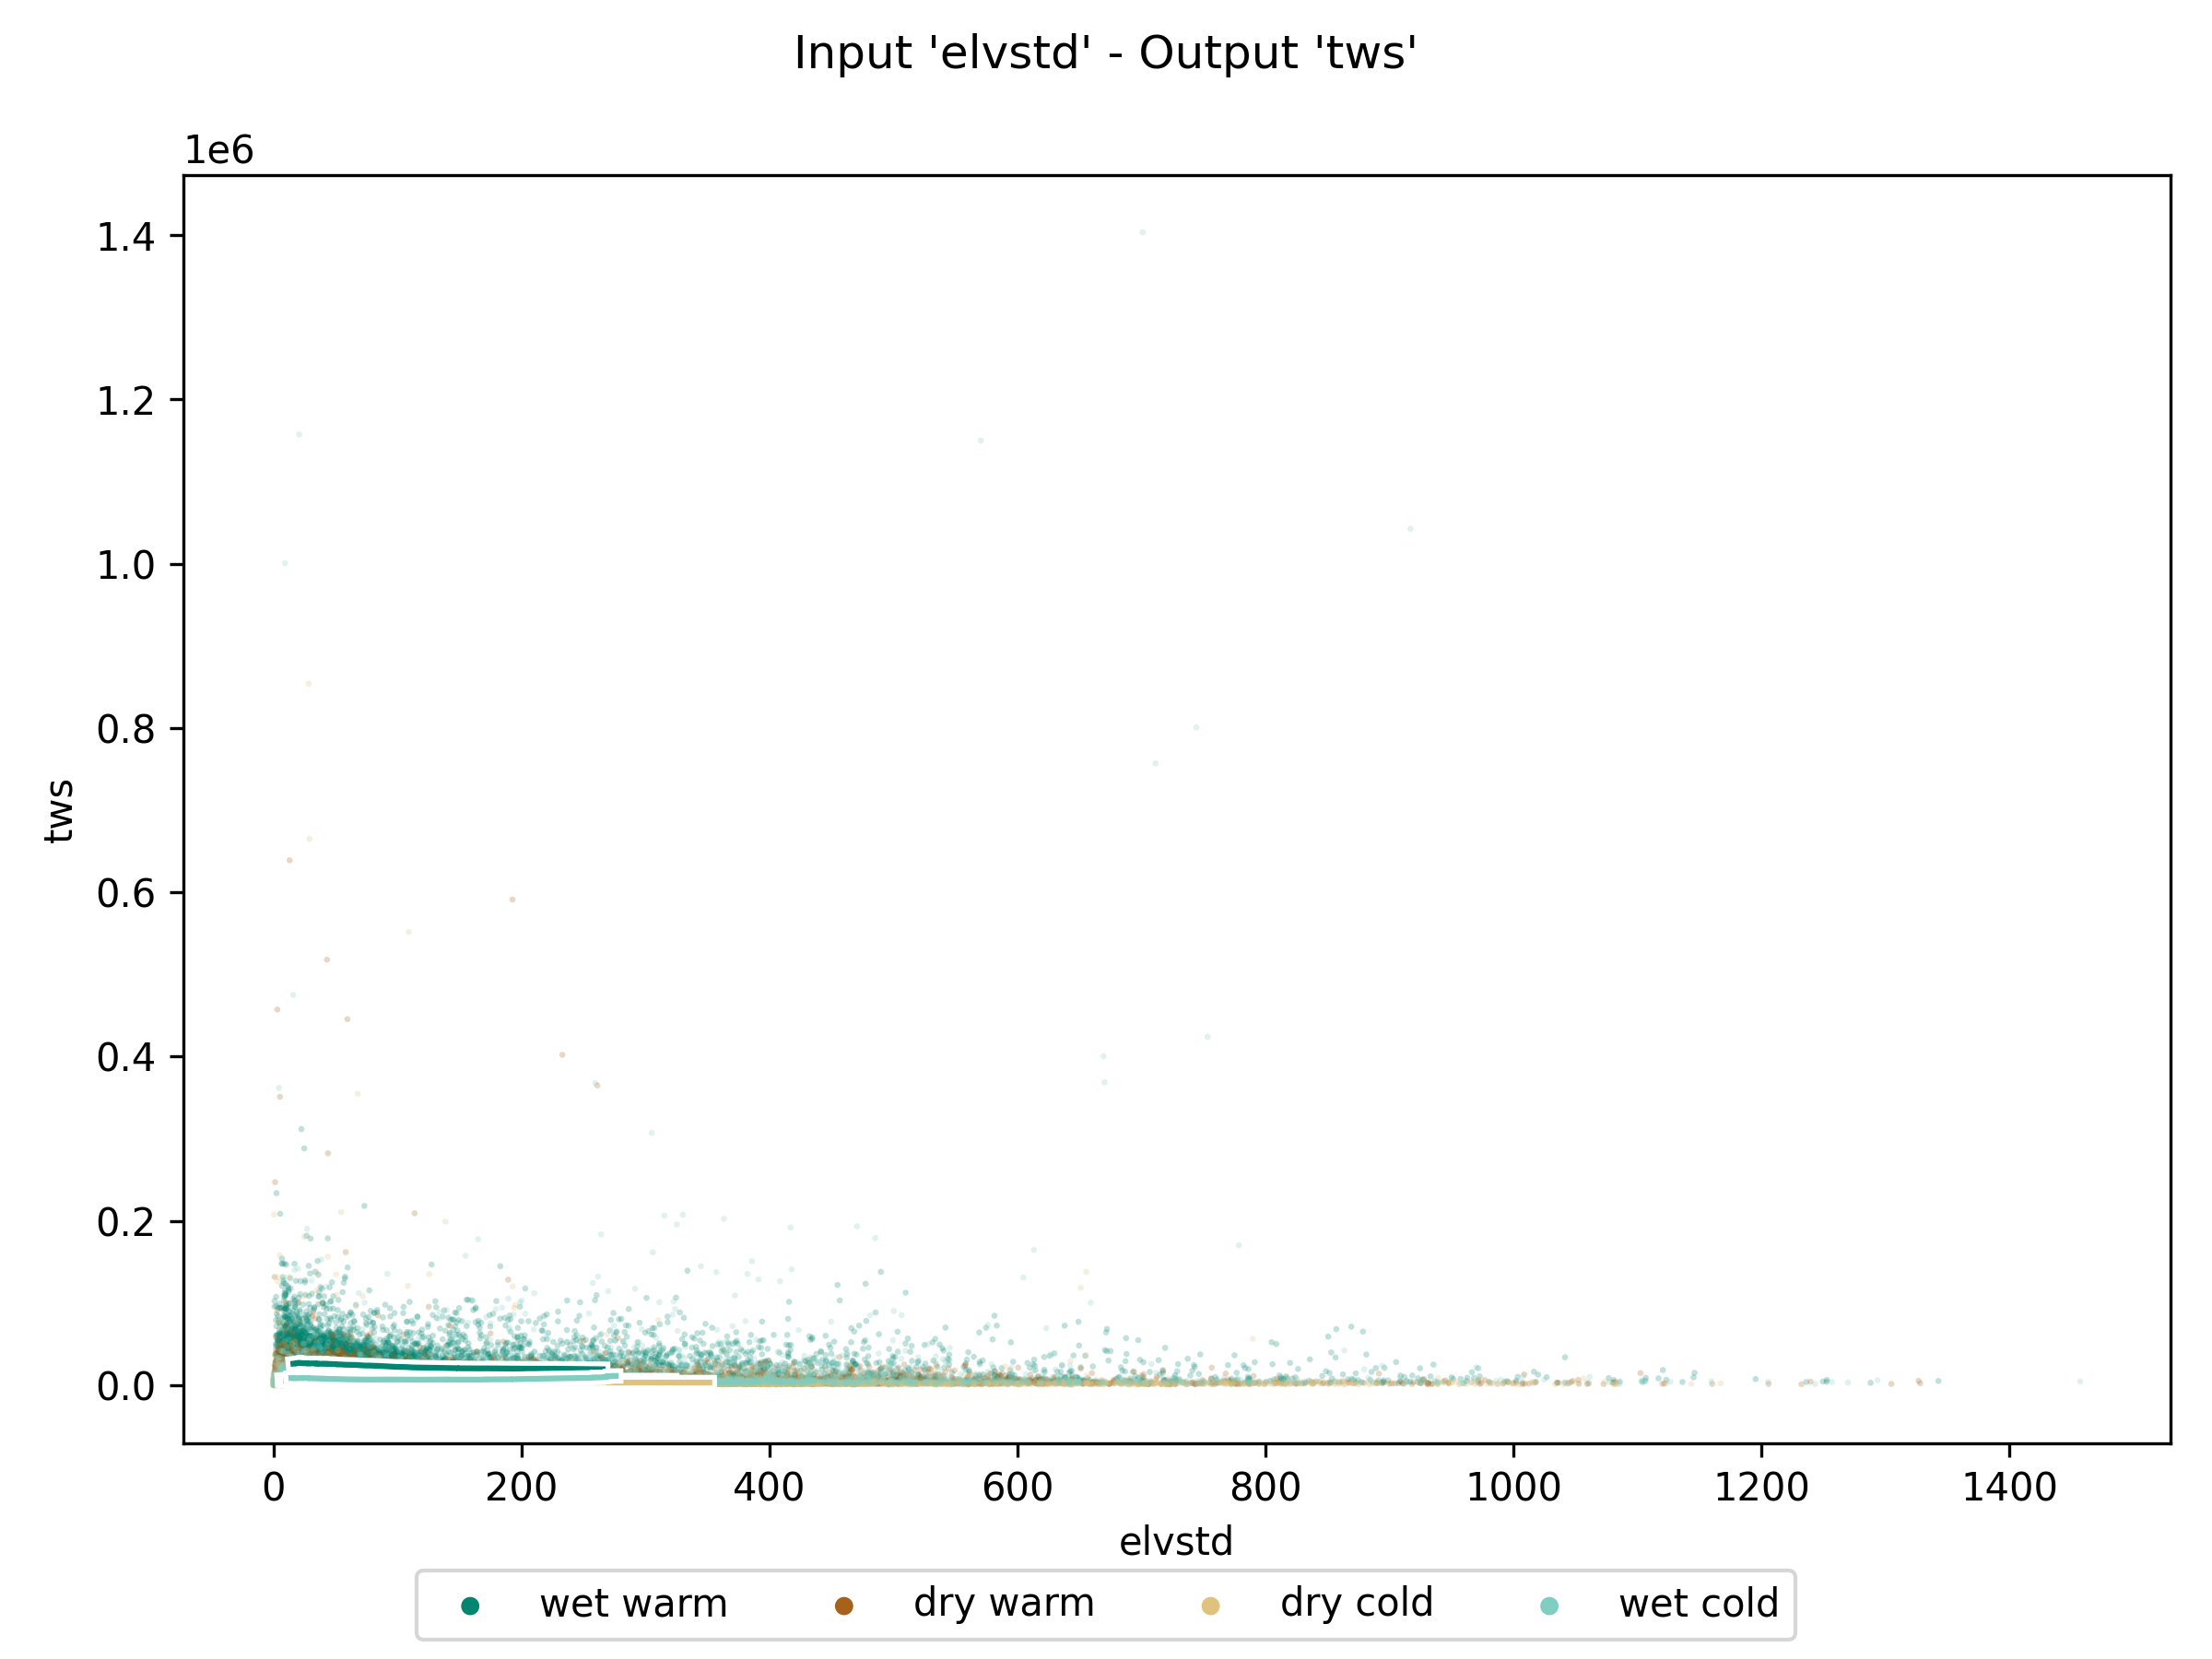 Input 'elvstd' - Output 'tws'
1e6
1.4
1.2
1.0
0.8
0.6
0.4
0.2
0.0
tws
0 200 400 600 800 1000 1200 1400
elvstd
wet warm dry warm dry cold wet cold